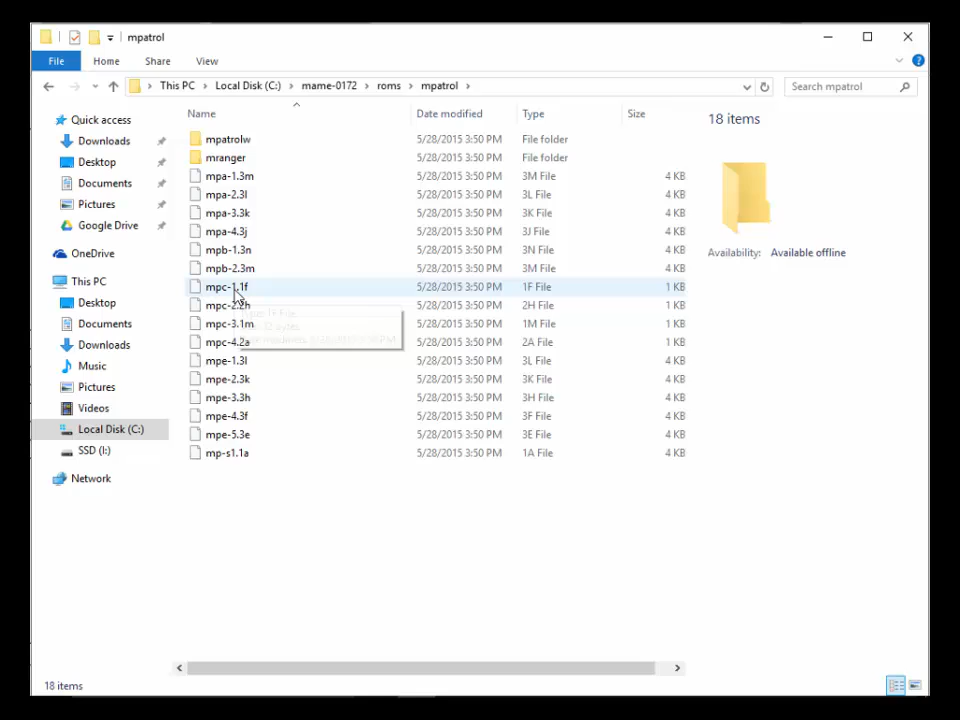 mpatrol
File Home Share View
This PC Local Disk (C:) mame-0172 roms mpatrol Search mpatrol
Name Date modified Type Size
Quick access
Downloads
Desktop
Documents
Pictures
Google Drive
OneDrive
This PC
Desktop
Documents
Downloads
Music
Pictures
Videos
Local Disk (C:)
SSD (I:)
Network
mpatrolw 5/28/2015 3:50 PM File folder
mranger 5/28/2015 3:50 PM File folder
mpa-1.3m 5/28/2015 3:50 PM 3M File 4 KB
mpa-2.3l 5/28/2015 3:50 PM 3L File 4 KB
mpa-3.3k 5/28/2015 3:50 PM 3K File 4 KB
mpa-4.3j 5/28/2015 3:50 PM 3J File 4 KB
mpb-1.3n 5/28/2015 3:50 PM 3N File 4 KB
mpb-2.3m 5/28/2015 3:50 PM 3M File 4 KB
mpc-1.1f 5/28/2015 3:50 PM 1F File 1 KB
mpc-2.2h 5/28/2015 3:50 PM 2H File 1 KB
mpc-3.1m 5/28/2015 3:50 PM 1M File 1 KB
mpc-4.2a 5/28/2015 3:50 PM 2A File 1 KB
mpe-1.3l 5/28/2015 3:50 PM 3L File 4 KB
mpe-2.3k 5/28/2015 3:50 PM 3K File 4 KB
mpe-3.3h 5/28/2015 3:50 PM 3H File 4 KB
mpe-4.3f 5/28/2015 3:50 PM 3F File 4 KB
mpe-5.3e 5/28/2015 3:50 PM 3E File 4 KB
mp-s1.1a 5/28/2015 3:50 PM 1A File 4 KB
18 items
Availability: Available offline
18 items